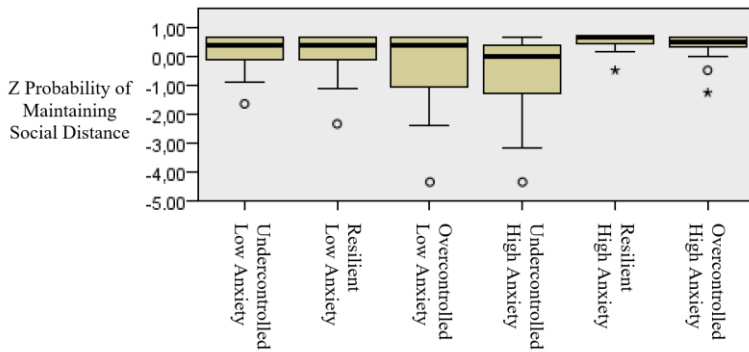 Z Probability of
Maintaining
Social Distance
1,00
0,00
-1,00
-2,00
-3,00
-4,00
-5.00
Undercontrolled
Low Anxiety
Resilient
Low Anxiety
Overcontrolled
Low Anxiety
Undercontrolled
High Anxiety
Resilient
High Anxiety
Overcontrolled
High Anxiety